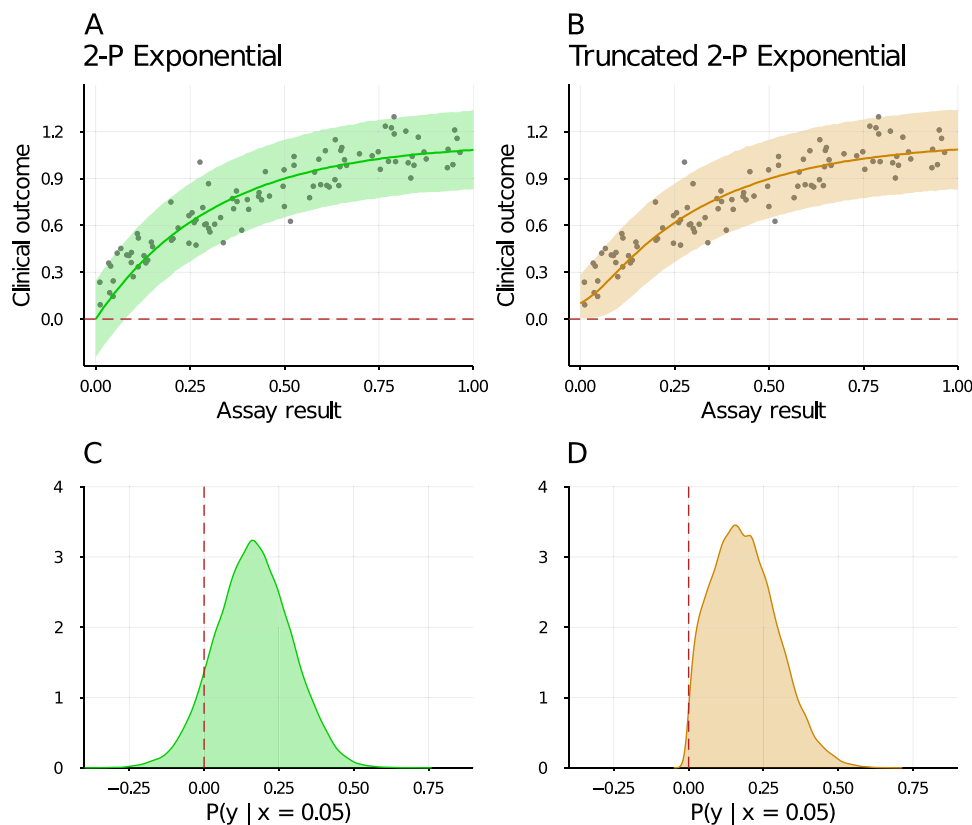 A
2-P Exponential
Clinical outcome
1.2
0.9
0.6
0.3
0.0
0.00 0.25 0.50 0.75 1.00
Assay result
B
Truncated 2-P Exponential
Clinical outcome
1.2
0.9
0.6
0.3
0.0
0.00 0.25 0.50 0.75 1.00
Assay result
C
4
3
2
1
0
−0.25 0.00 0.25 0.50 0.75
P(y | x = 0.05)
D
4
3
2
1
0
−0.25 0.00 0.25 0.50 0.75
P(y | x = 0.05)